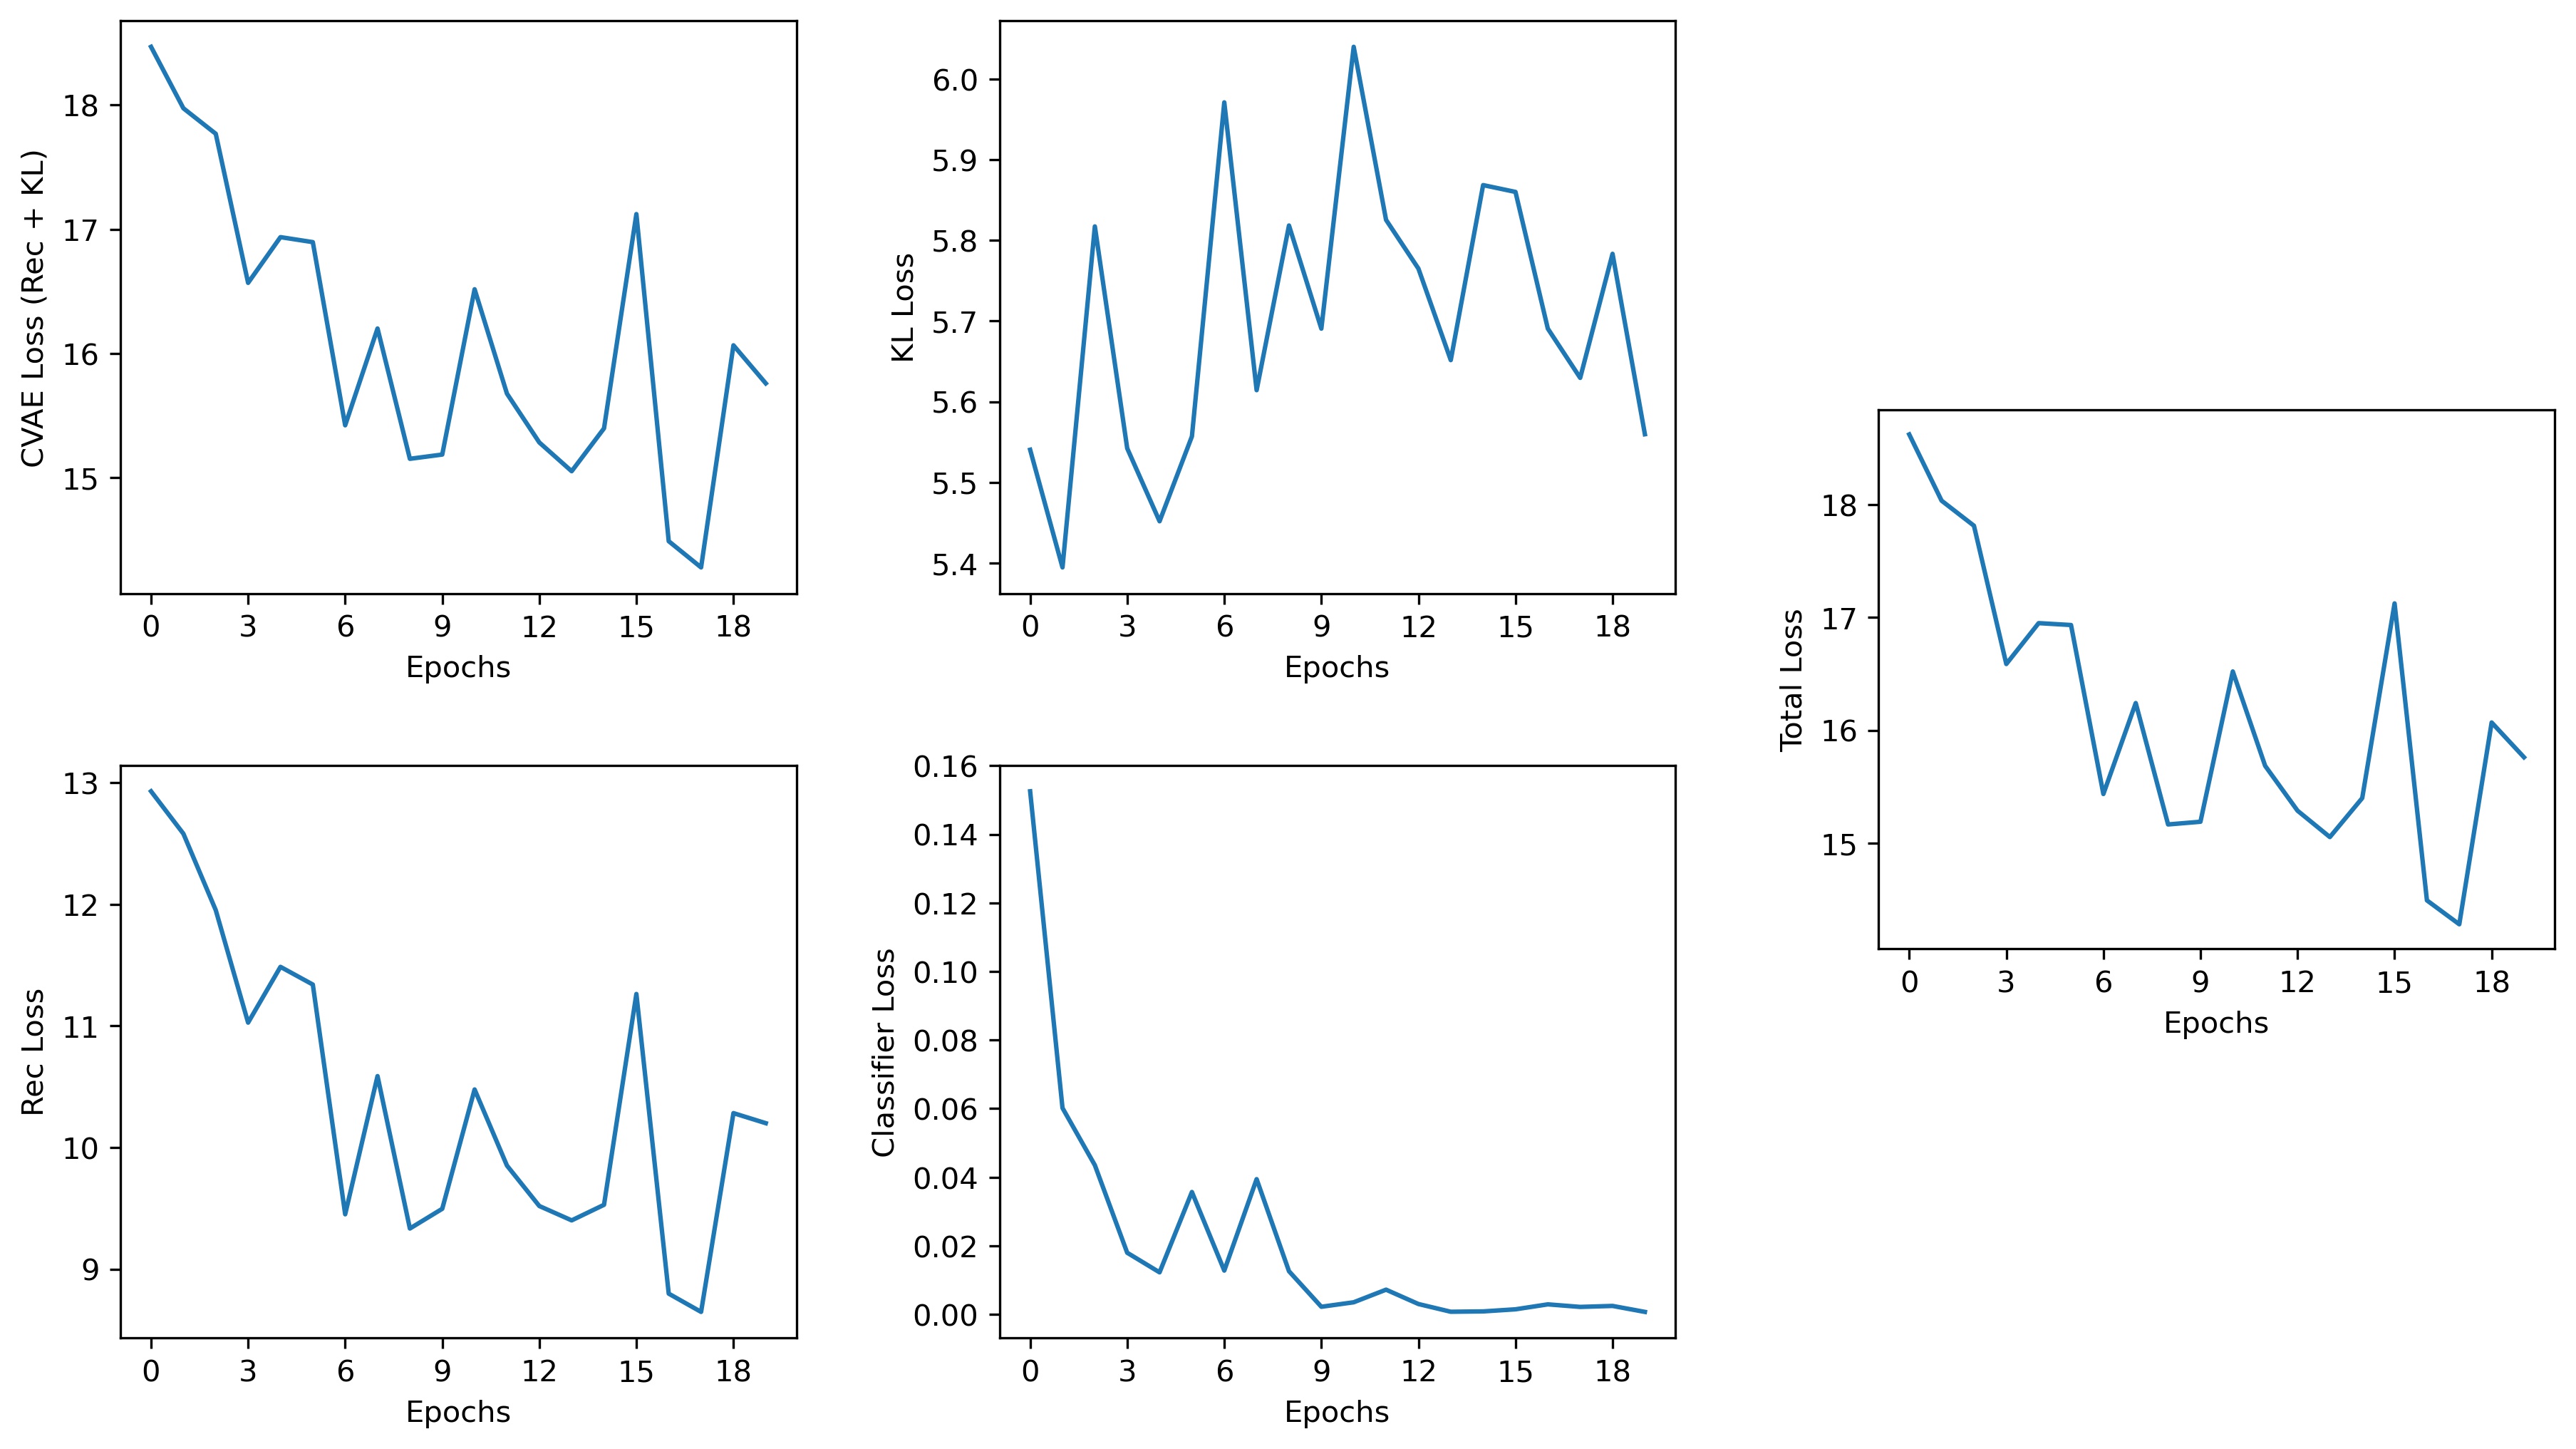 CVAE Loss (Rec + KL)
18
17
16
15
0 3 6 9 12 15 18
Epochs
KL Loss
6.0
5.9
5.8
5.7
5.6
5.5
5.4
0 3 6 9 12 15 18
Epochs
Rec Loss
13
12
11
10
9
0 3 6 9 12 15 18
Epochs
Classifier Loss
0.16
0.14
0.12
0.10
0.08
0.06
0.04
0.02
0.00
0 3 6 9 12 15 18
Epochs
Total Loss
18
17
16
15
0 3 6 9 12 15 18
Epochs